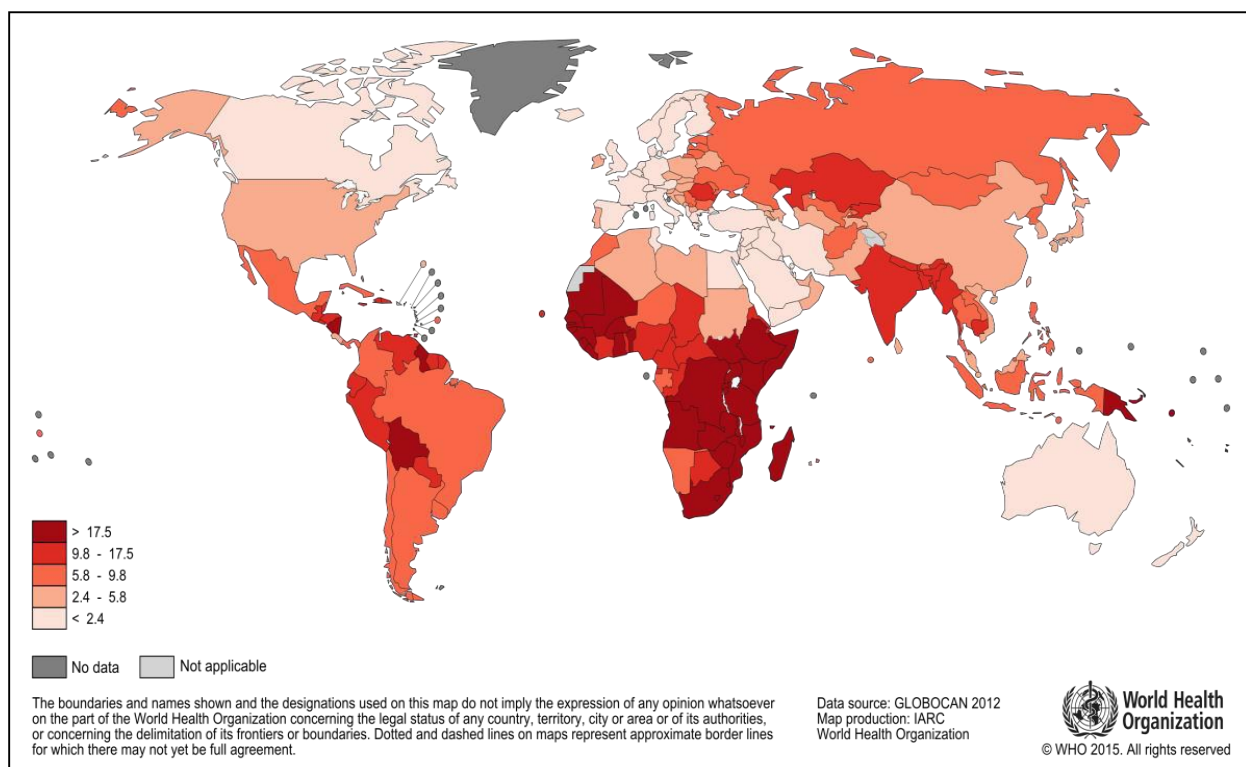 > 17.5
9.8 - 17.5
5.8 - 9.8
2.4 - 5.8
< 2.4
No data
Not applicable
The boundaries and names shown and the designations used on this map do not imply the expression of any opinion whatsoever
on the part of the World Health Organization concerning the legal status of any country, territory, city or area or of its authorities,
or concerning the delimitation of its frontiers or boundaries. Dotted and dashed lines on maps represent approximate border lines
for which there may not yet be full agreement.
Data source: GLOBOCAN 2012
Map production: IARC
World Health Organization
World Health
Organization
© WHO 2015. All rights reserved